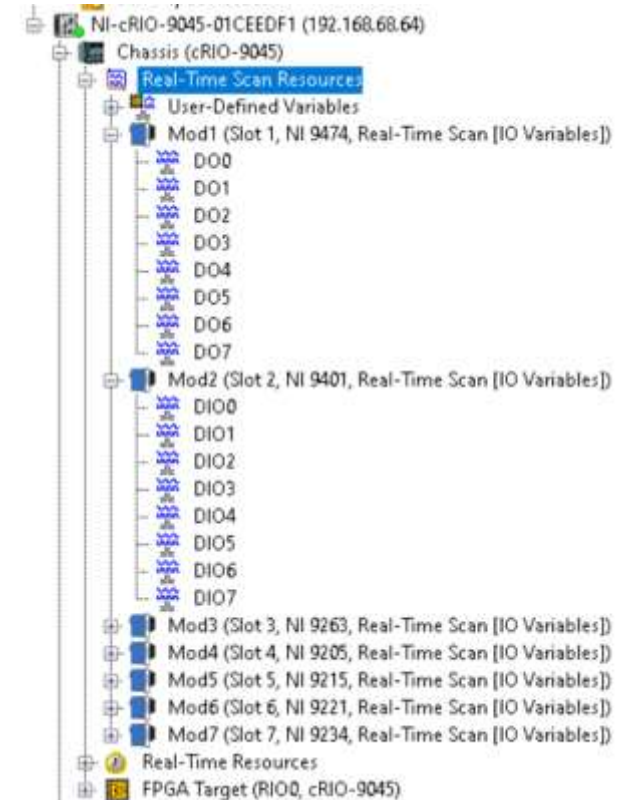 NI-cRIO-9045-01CEEDF1 (192.168.68.64)
Chassis (cRIO-9045)
Real-Time Scan Resources
User-Defined Variables
Mod1 (Slot 1, NI 9474, Real-Time Scan [IO Variables])
DO0
DO1
DO2
DO3
DO4
DO5
DO6
DO7
Mod2 (Slot 2, NI 9401, Real-Time Scan [IO Variables])
DIO0
DIO1
DIO2
DIO3
DIO4
DIO5
DIO6
DIO7
Mod3 (Slot 3, NI 9263, Real-Time Scan [IO Variables])
Mod4 (Slot 4, NI 9205, Real-Time Scan [IO Variables])
Mod5 (Slot 5, NI 9215, Real-Time Scan [IO Variables])
Mod6 (Slot 6, NI 9221, Real-Time Scan [IO Variables])
Mod7 (Slot 7, NI 9234, Real-Time Scan [IO Variables])
Real-Time Resources
FPGA Target (RIO0, cRIO-9045)